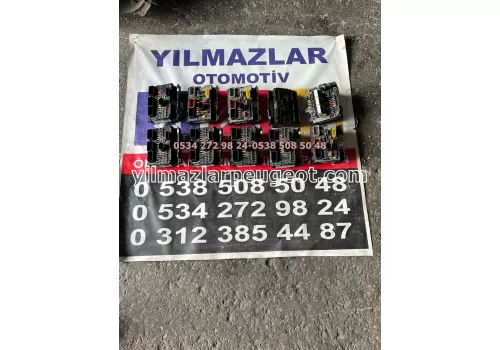 YILMAZLAR
OTOMOTİV
0534 272 98 24-0538 508 50 48
yilmazlarpeugeot.com
0 538 508 50 48
0 534 272 98 24
0 312 385 44 87